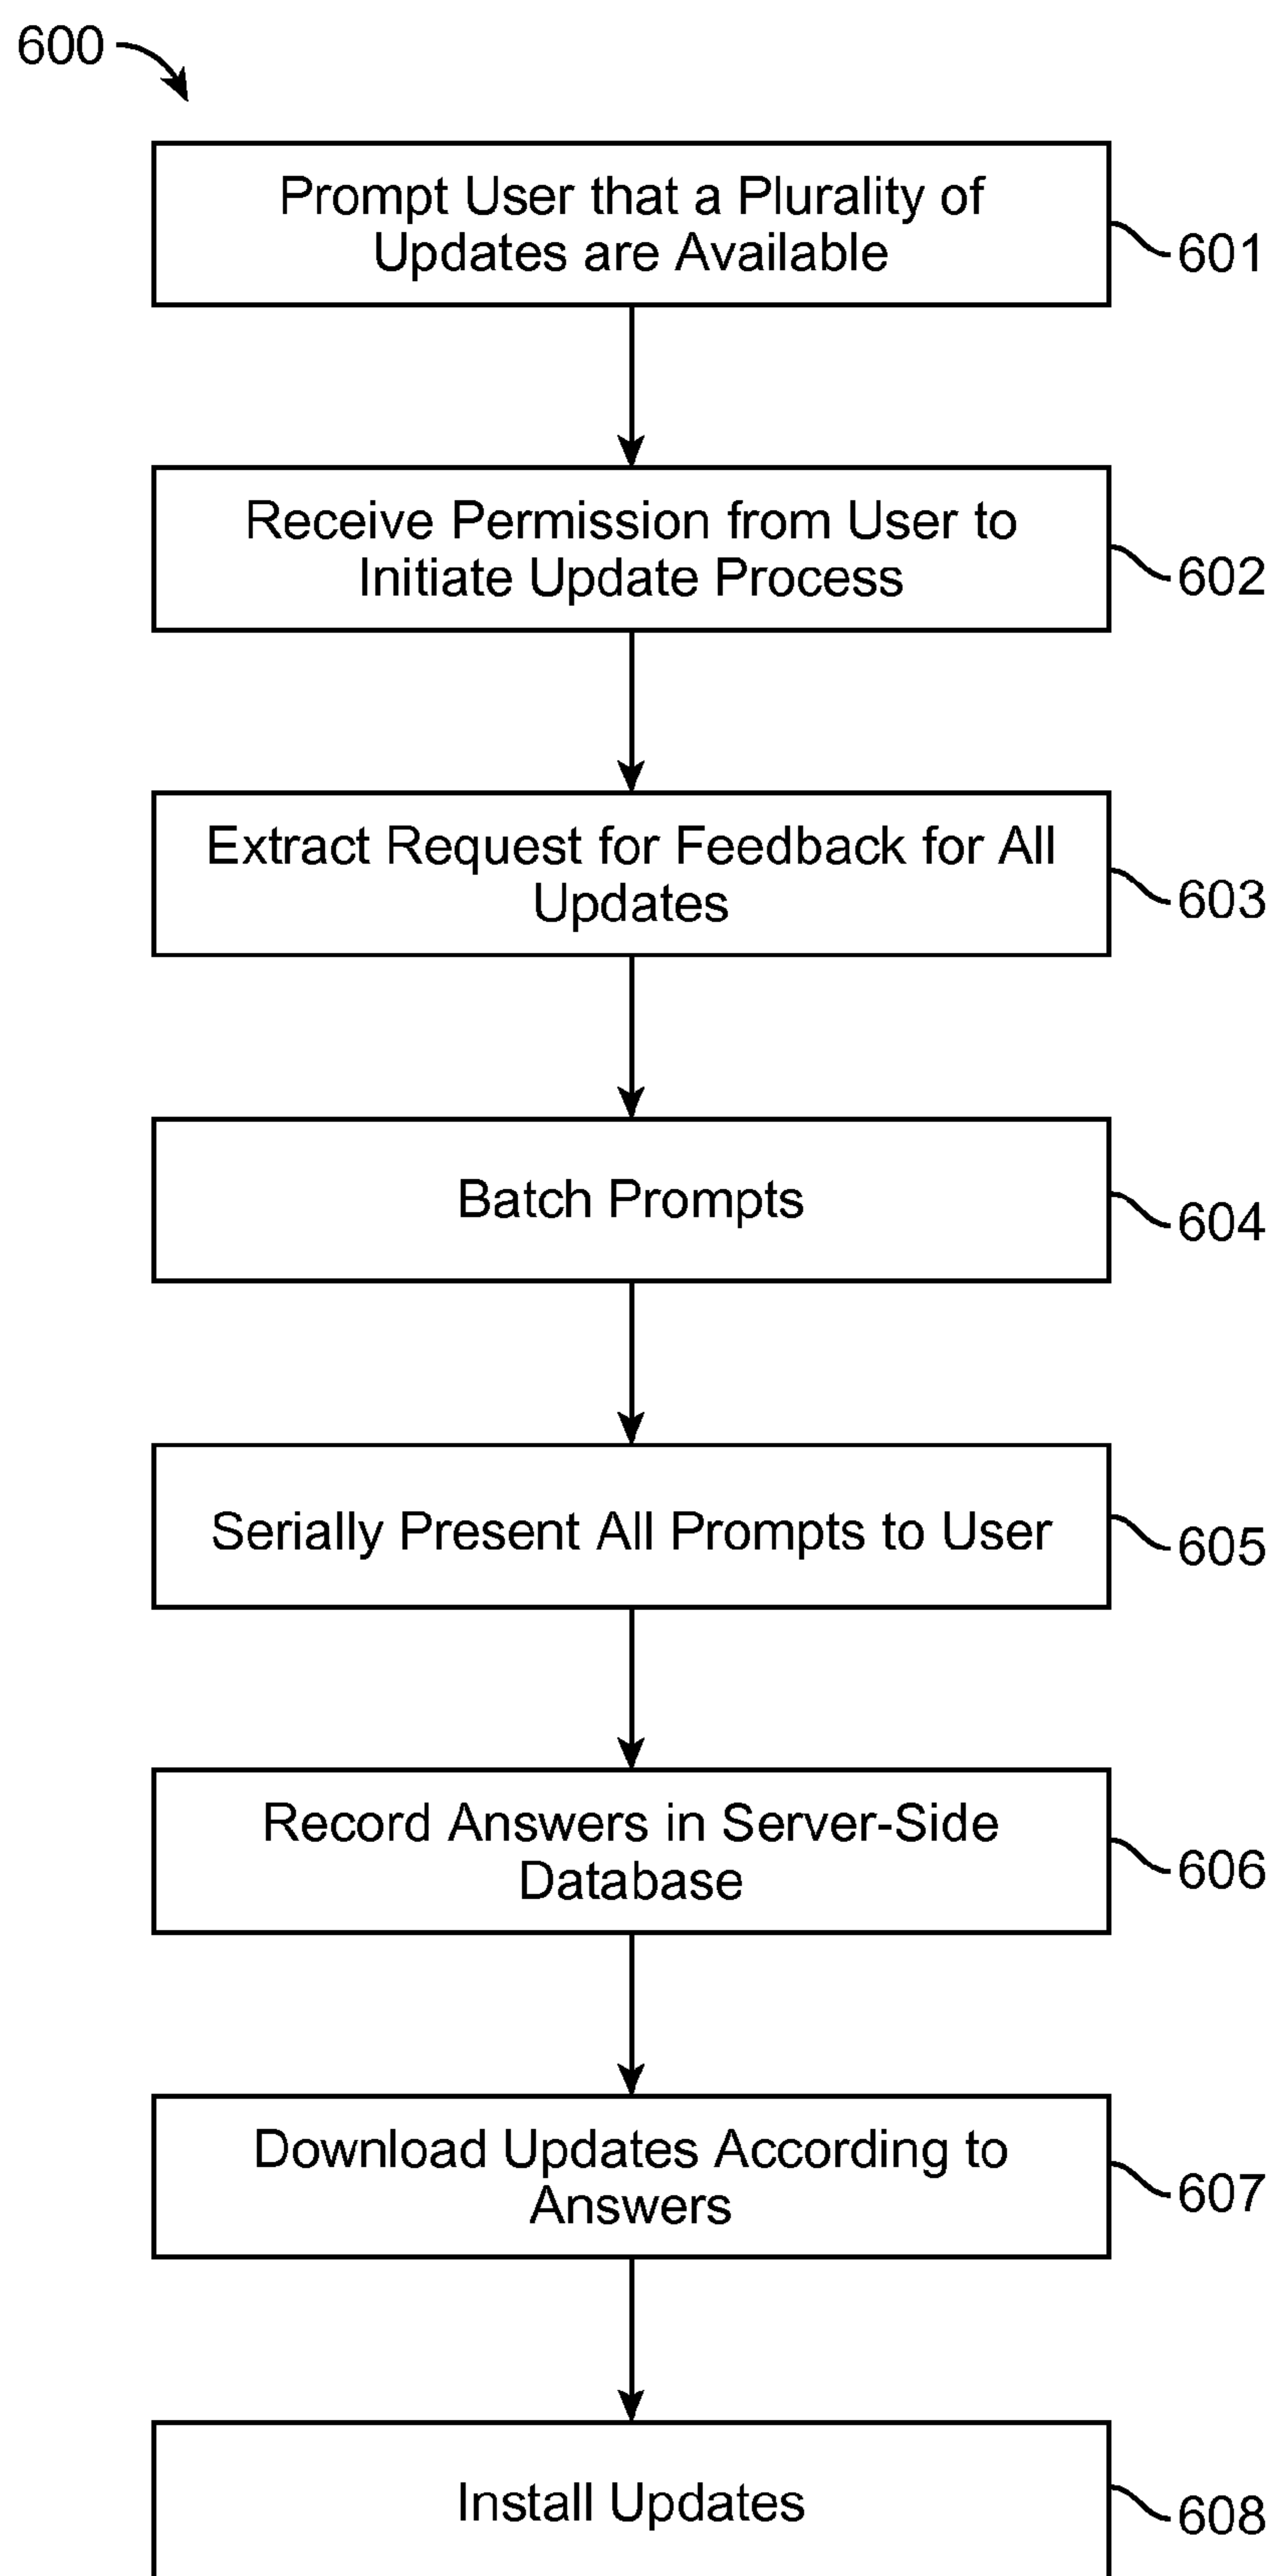 600
Prompt User that a Plurality of
Updates are Available
601
Receive Permission from User to
Initiate Update Process
602
Extract Request for Feedback for All
Updates
603
Batch Prompts
604
Serially Present All Prompts to User
605
Record Answers in Server-Side
Database
606
Download Updates According to
Answers
607
Install Updates
608